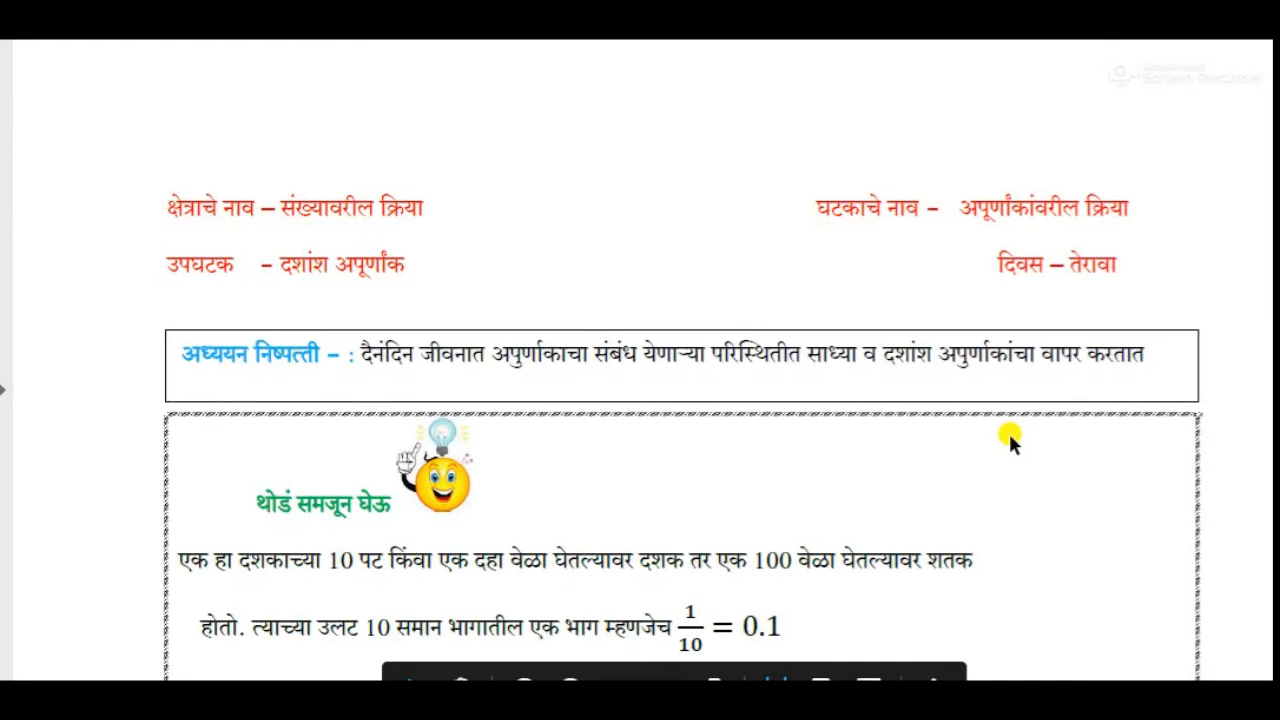 Screen Recorder
क्षेत्राचे नाव – संख्यावरील क्रिया घटकाचे नाव - अपूर्णांकांवरील क्रिया
उपघटक - दशांश अपूर्णांक दिवस – तेरावा
अध्ययन निष्पत्ती – : दैनंदिन जीवनात अपुर्णाकाचा संबंध येणाऱ्या परिस्थितीत साध्या व दशांश अपुर्णाकांचा वापर करतात
थोडं समजून घेऊ
एक हा दशकाच्या 10 पट किंवा एक दहा वेळा घेतल्यावर दशक तर एक 100 वेळा घेतल्यावर शतक
होतो. त्याच्या उलट 10 समान भागातील एक भाग म्हणजेच 1/10 = 0.1